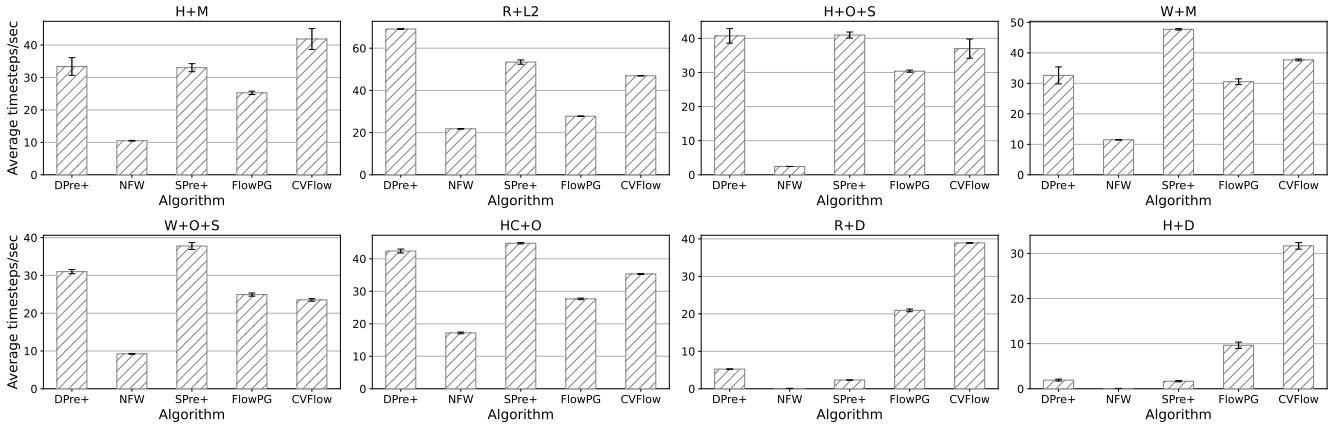 H+M
Average timesteps/sec
40
30
20
10
0
DPre+ NFW SPre+ FlowPG CVFlow
Algorithm
R+L2
60
40
20
0
DPre+ NFW SPre+ FlowPG CVFlow
Algorithm
H+O+S
40
30
20
10
0
DPre+ NFW SPre+ FlowPG CVFlow
Algorithm
W+M
50
40
30
20
10
0
DPre+ NFW SPre+ FlowPG CVFlow
Algorithm
W+O+S
Average timesteps/sec
40
30
20
10
0
DPre+ NFW SPre+ FlowPG CVFlow
Algorithm
HC+O
40
30
20
10
0
DPre+ NFW SPre+ FlowPG CVFlow
Algorithm
R+D
40
30
20
10
0
DPre+ NFW SPre+ FlowPG CVFlow
Algorithm
H+D
30
20
10
0
DPre+ NFW SPre+ FlowPG CVFlow
Algorithm